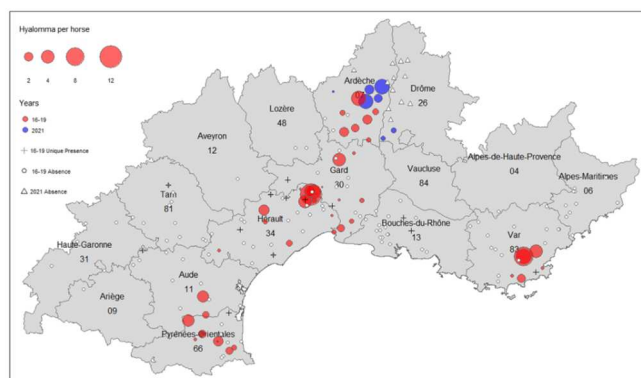 Hyalomma per horse
2 4 8 12
Years
16-19
2021
16-19 Unique Presence
16-19 Absence
2021 Absence
Ardèche
07
Drôme
26
Lozère
48
Aveyron
12
Gard
30
Vaucluse
84
Alpes-de-Haute-Provence
04
Alpes-Maritimes
06
Tarn
81
Hérault
34
Bouches-du-Rhône
13
Var
83
Haute-Garonne
31
Aude
11
Ariège
09
Pyrénées-Orientales
66